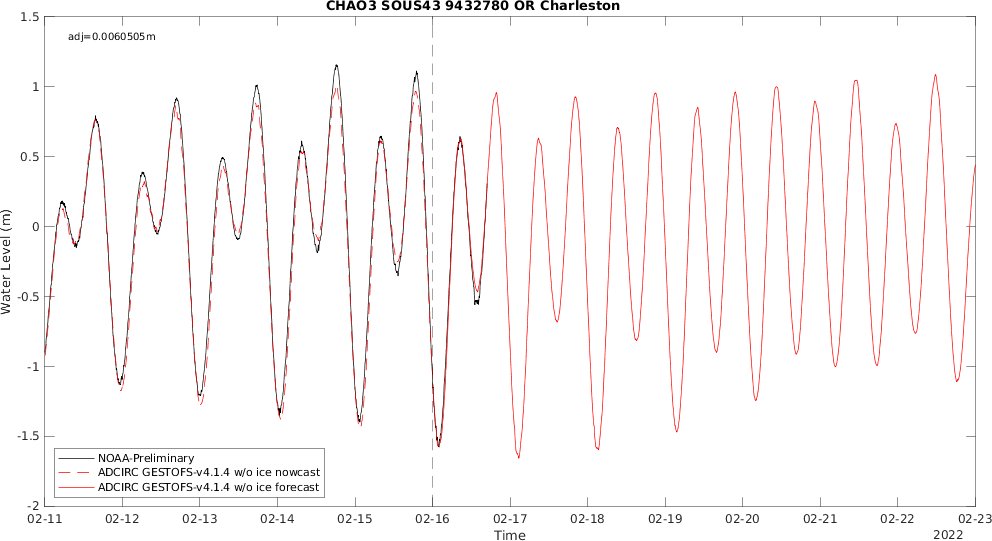 CHAO3 SOUS43 9432780 OR Charleston
adj=0.0060505m
1.5
1
0.5
0
-0.5
-1
-1.5
-2
Water Level (m)
NOAA-Preliminary
ADCIRC GESTOFS-v4.1.4 w/o ice nowcast
ADCIRC GESTOFS-v4.1.4 w/o ice forecast
02-11 02-12 02-13 02-14 02-15 02-16 02-17 02-18 02-19 02-20 02-21 02-22 02-23
Time
2022